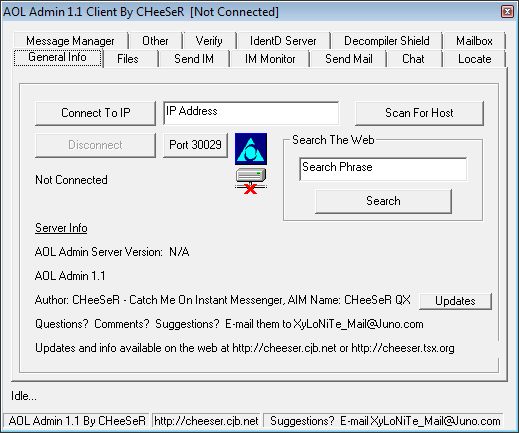 AOL Admin 1.1 Client By CHeeSeR [Not Connected]
Message Manager Other Verify IdentD Server Decompiler Shield Mailbox
General Info Files Send IM IM Monitor Send Mail Chat Locate
Connect To IP IP Address Scan For Host
Disconnect Port 30029 Search The Web
Search Phrase
Not Connected
Search
Server Info
AOL Admin Server Version: N/A
AOL Admin 1.1
Author: CHeeSeR - Catch Me On Instant Messenger, AIM Name: CHeeSeR QX Updates
Questions? Comments? Suggestions? E-mail them to XyLoNiTe_Mail@Juno.com
Updates and info available on the web at http://cheeser.cjb.net or http://cheeser.tsx.org
Idle...
AOL Admin 1.1 By CHeeSeR http://cheeser.cjb.net Suggestions? E-mail XyLoNiTe_Mail@Juno.com